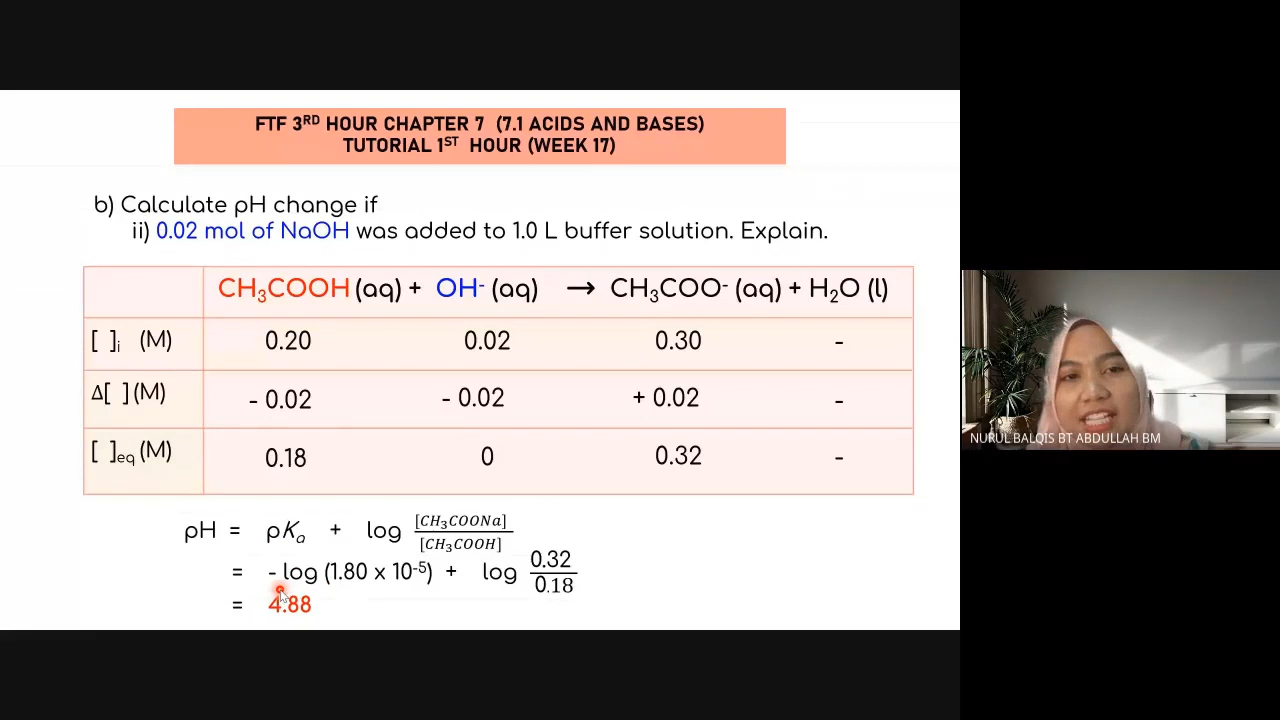 FTF 3RD HOUR CHAPTER 7 (7.1 ACIDS AND BASES)
TUTORIAL 1ST HOUR (WEEK 17)
b) Calculate pH change if
ii) 0.02 mol of NaOH was added to 1.0 L buffer solution. Explain.
CH₃COOH (aq) + OH⁻ (aq) → CH₃COO⁻ (aq) + H₂O (l)
[ ]ᵢ (M) 0.20 0.02 0.30 -
Δ[ ] (M) - 0.02 - 0.02 + 0.02 -
[ ]eq (M) 0.18 0 0.32 -
pH = pKa + log [CH₃COONa]/[CH₃COOH]
= - log (1.80 x 10⁻⁵) + log 0.32/0.18
= 4.88
NURUL BALQIS BT ABDULLAH BM